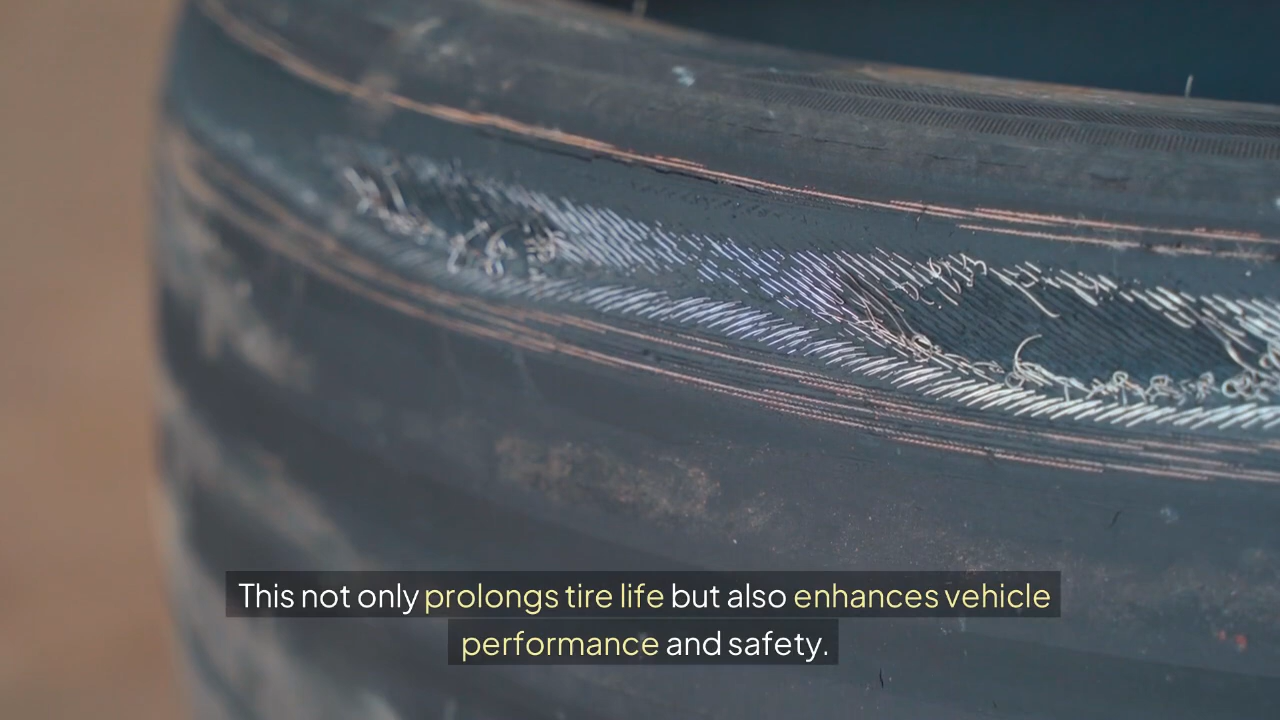 This not only prolongs tire life but also enhances vehicle
performance and safety.